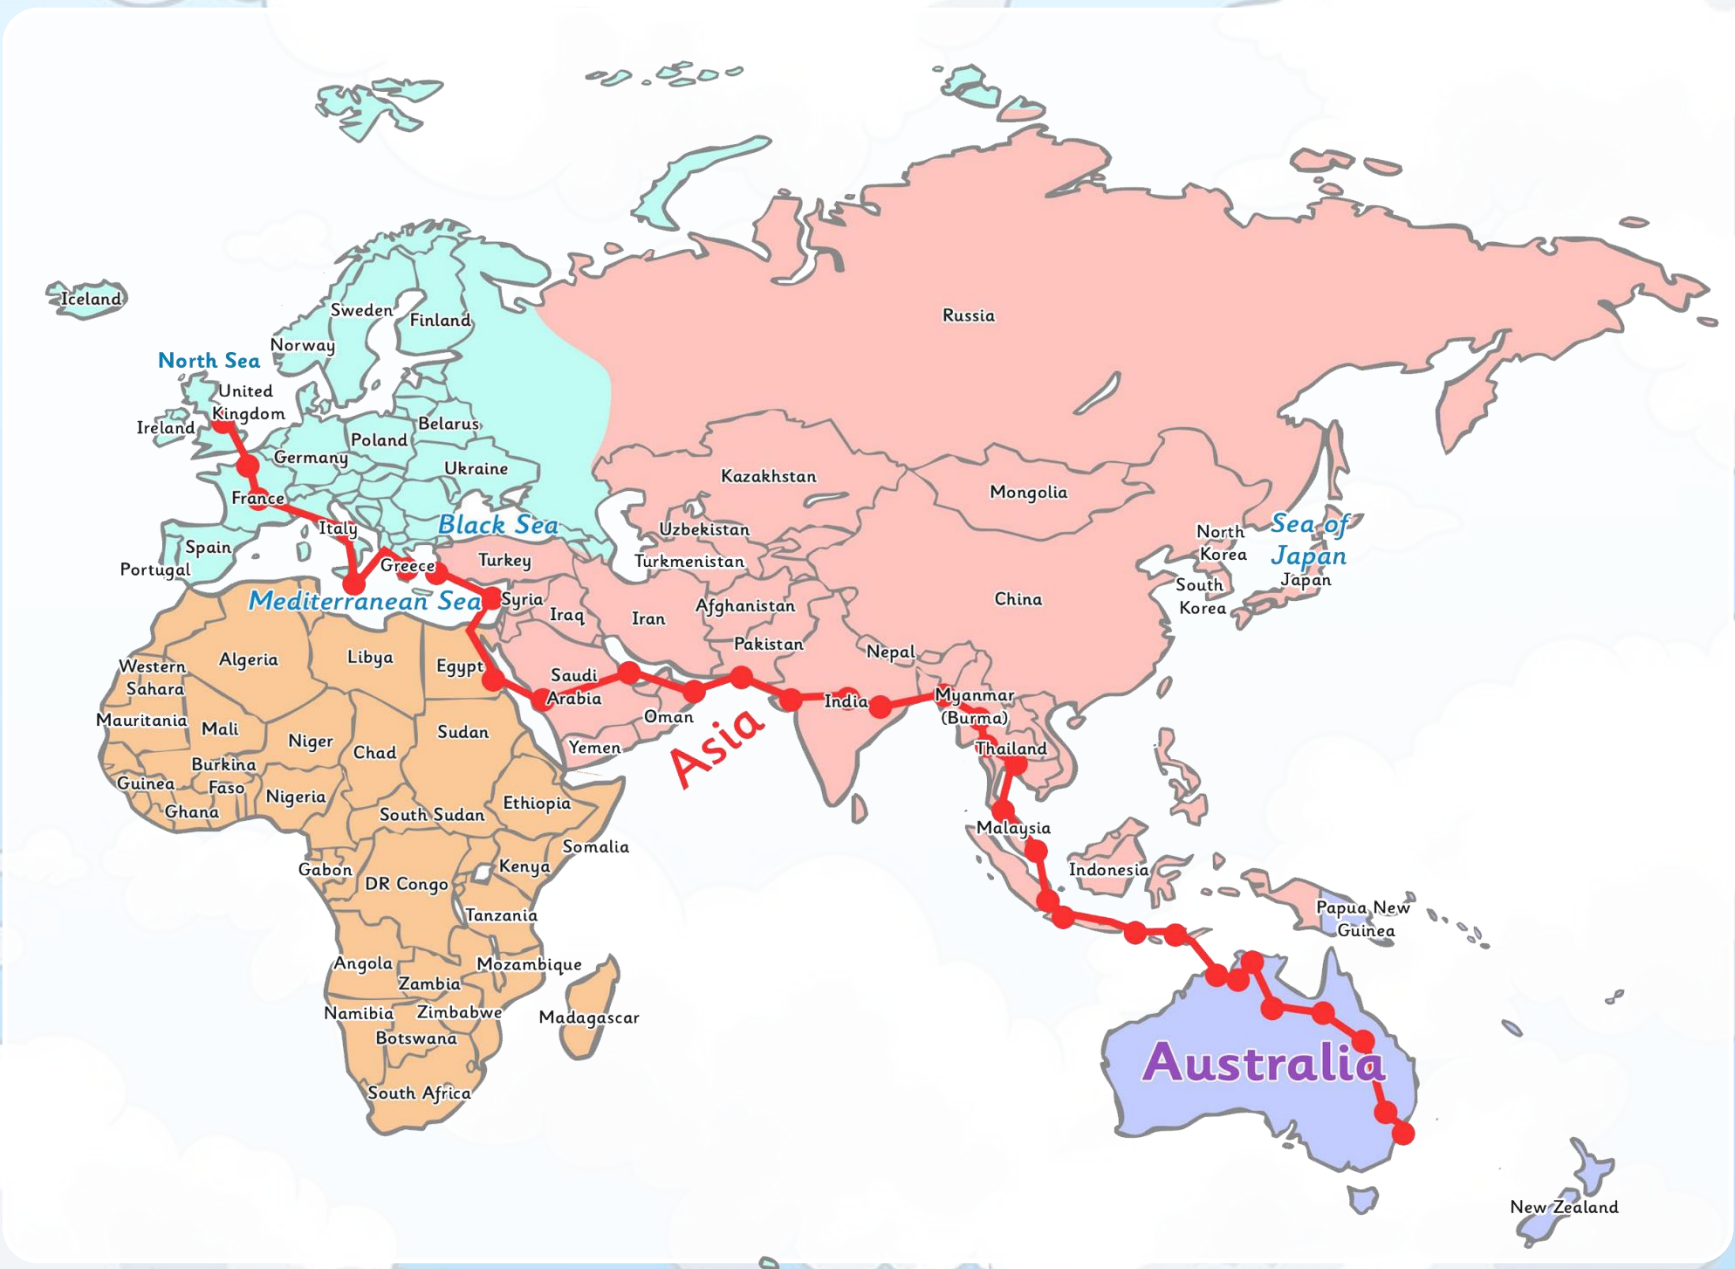 Iceland
Sweden
Finland
Norway
North Sea
United
Kingdom
Ireland
Belarus
Poland
Germany
Ukraine
France
Italy
Black Sea
Spain
Portugal
Greece
Turkey
Mediterranean Sea
Syria
Iraq
Iran
Russia
Kazakhstan
Mongolia
Uzbekistan
Turkmenistan
Afghanistan
Pakistan
China
North
Korea
South
Korea
Sea of
Japan
Japan
Nepal
Western
Sahara
Algeria
Libya
Egypt
Saudi
Arabia
Oman
Yemen
Asia
India
Myanmar
(Burma)
Thailand
Malaysia
Indonesia
Papua New
Guinea
Mauritania
Mali
Niger
Chad
Sudan
Burkina
Faso
Guinea
Ghana
Nigeria
South Sudan
Ethiopia
Somalia
Gabon
DR Congo
Kenya
Tanzania
Angola
Zambia
Mozambique
Namibia
Zimbabwe
Botswana
Madagascar
South Africa
Australia
New Zealand